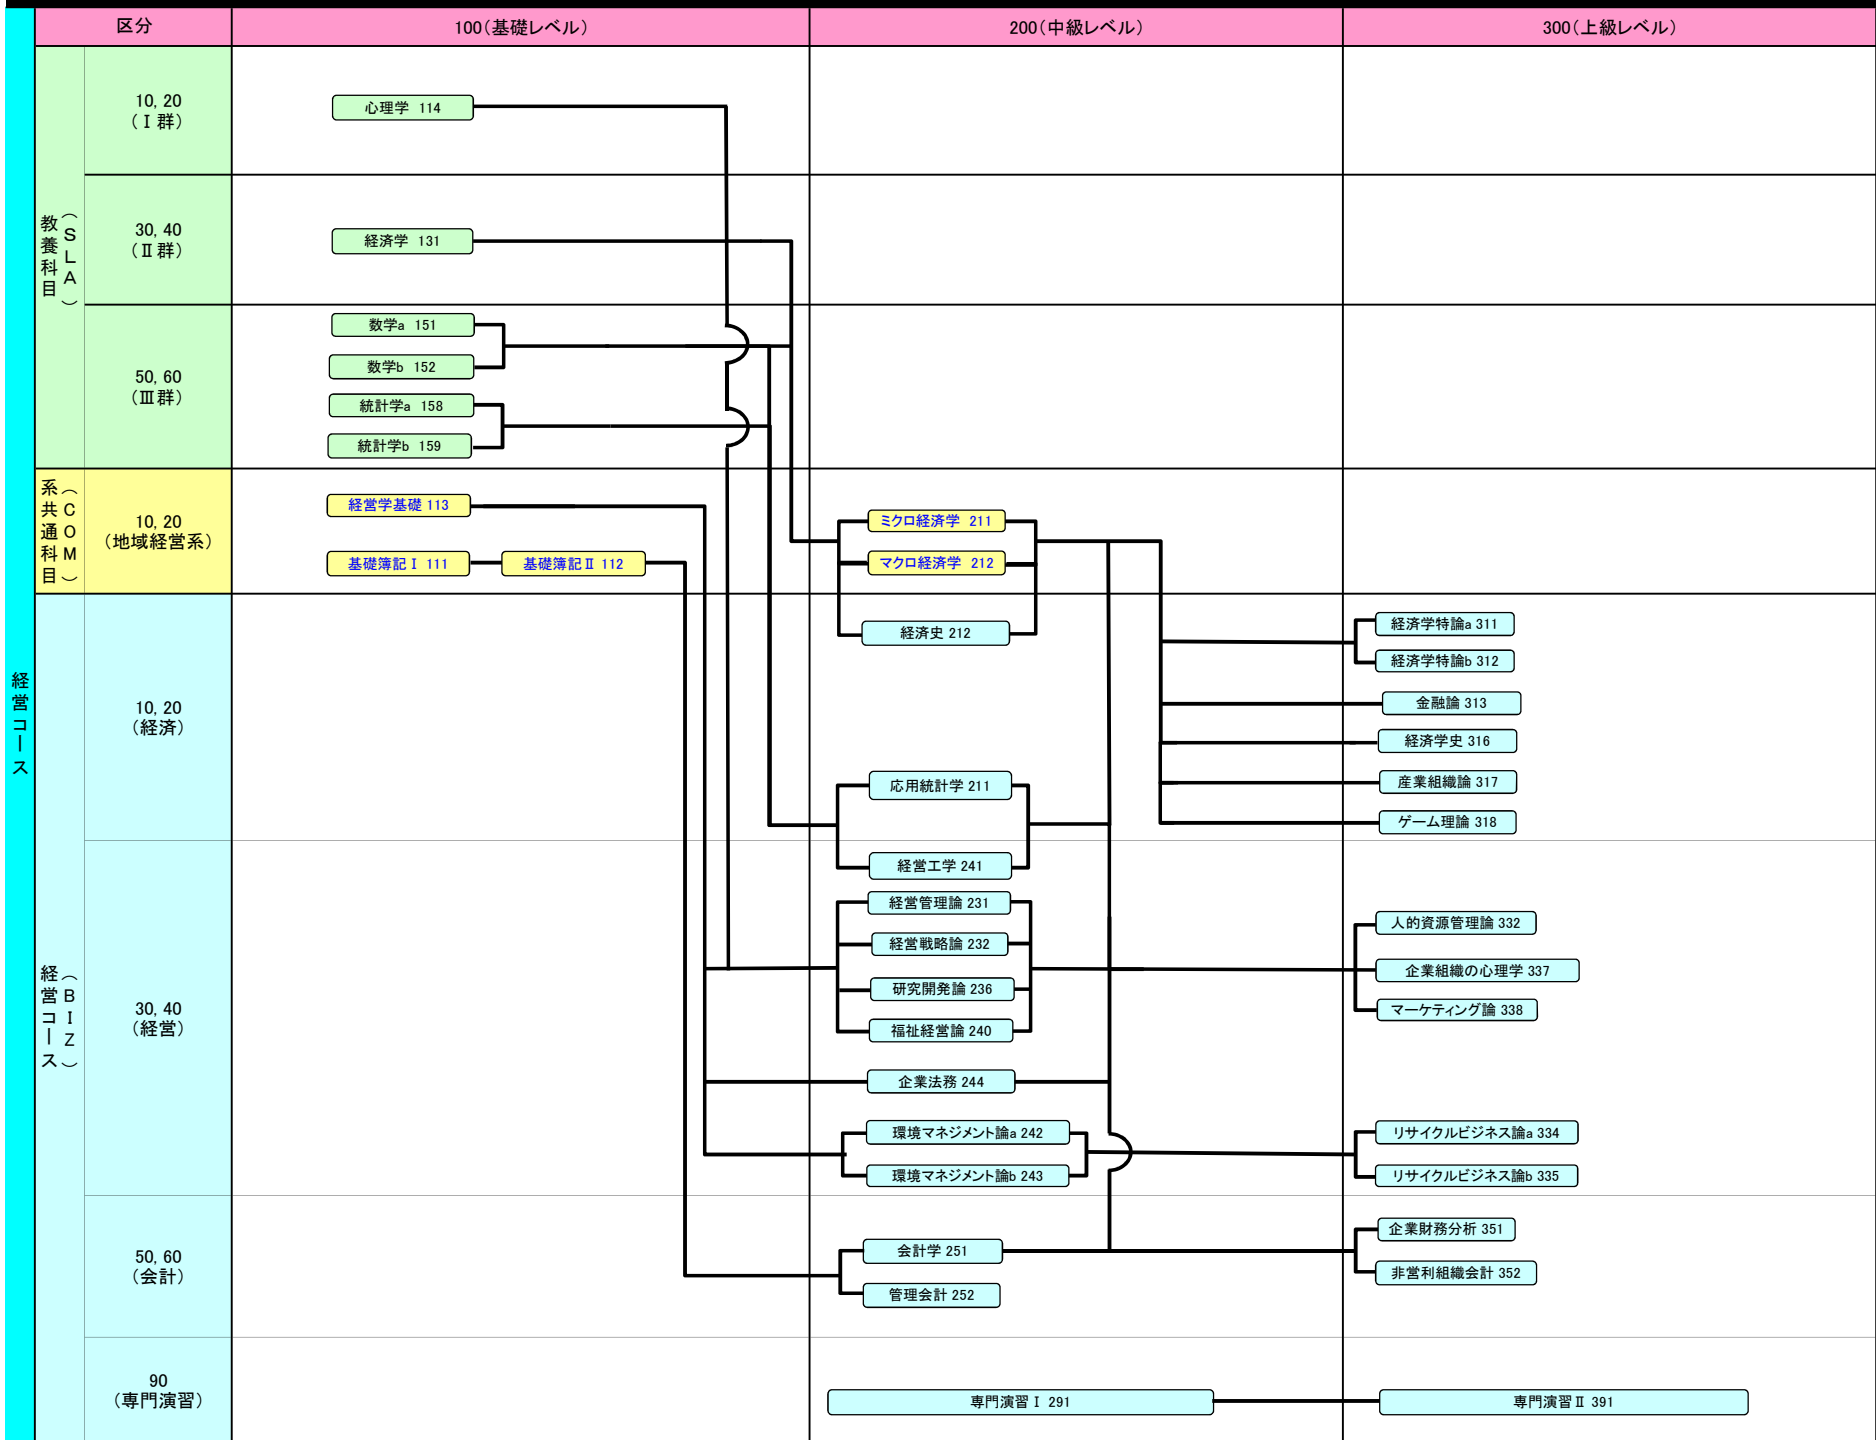 区分
100(基礎レベル)
200(中級レベル)
300(上級レベル)
経営コース
教養科目
(SLA)
10, 20
(Ⅰ群)
心理学 114
30, 40
(Ⅱ群)
経済学 131
50, 60
(Ⅲ群)
数学a 151
数学b 152
統計学a 158
統計学b 159
系共通科目
(COM)
10, 20
(地域経営系)
経営学基礎 113
基礎簿記Ⅰ 111
基礎簿記Ⅱ 112
ミクロ経済学 211
マクロ経済学 212
経営コース
(BIZ)
10, 20
(経済)
経済史 212
応用統計学 211
経済学特論a 311
経済学特論b 312
金融論 313
経済学史 316
産業組織論 317
ゲーム理論 318
30, 40
(経営)
経営工学 241
経営管理論 231
経営戦略論 232
研究開発論 236
福祉経営論 240
企業法務 244
環境マネジメント論a 242
環境マネジメント論b 243
人的資源管理論 332
企業組織の心理学 337
マーケティング論 338
リサイクルビジネス論a 334
リサイクルビジネス論b 335
50, 60
(会計)
会計学 251
管理会計 252
企業財務分析 351
非営利組織会計 352
90
(専門演習)
専門演習Ⅰ 291
専門演習Ⅱ 391